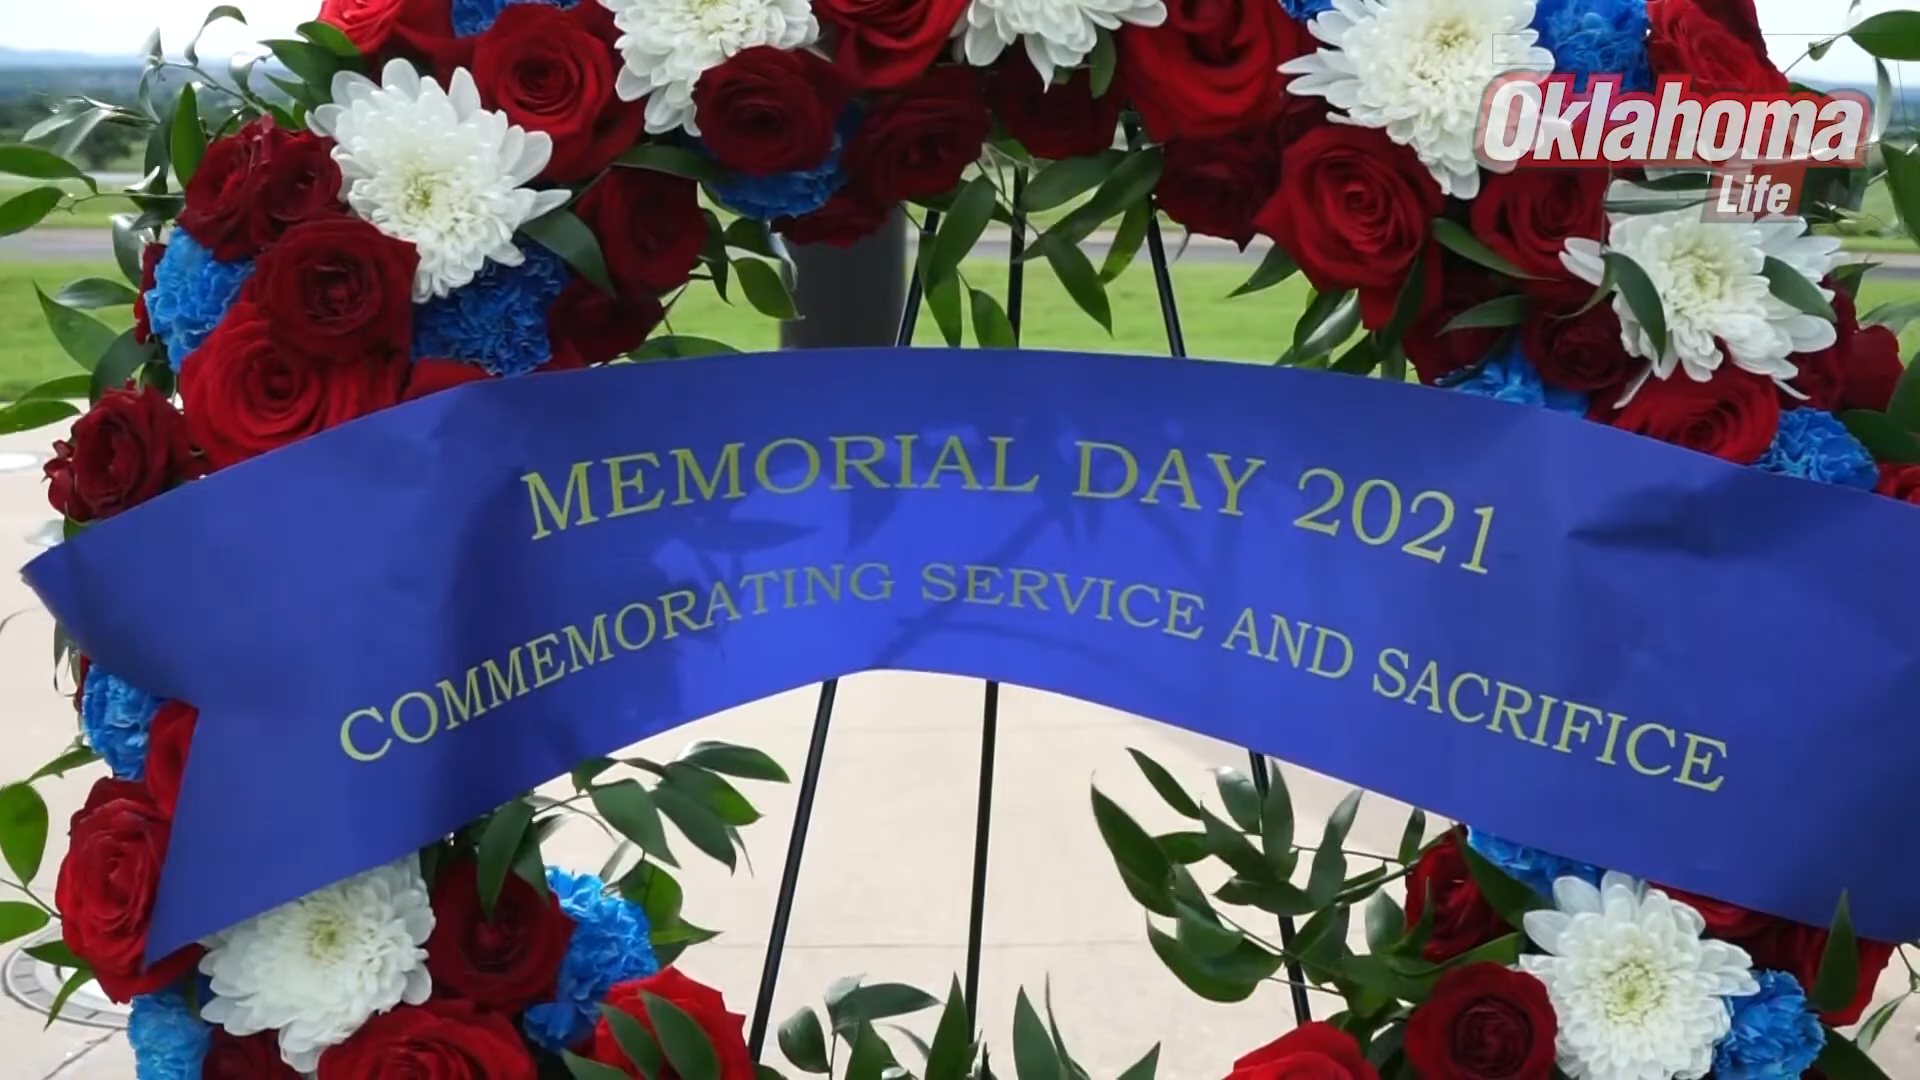 Oklahoma
Life
MEMORIAL DAY 2021
COMMEMORATING SERVICE AND SACRIFICE